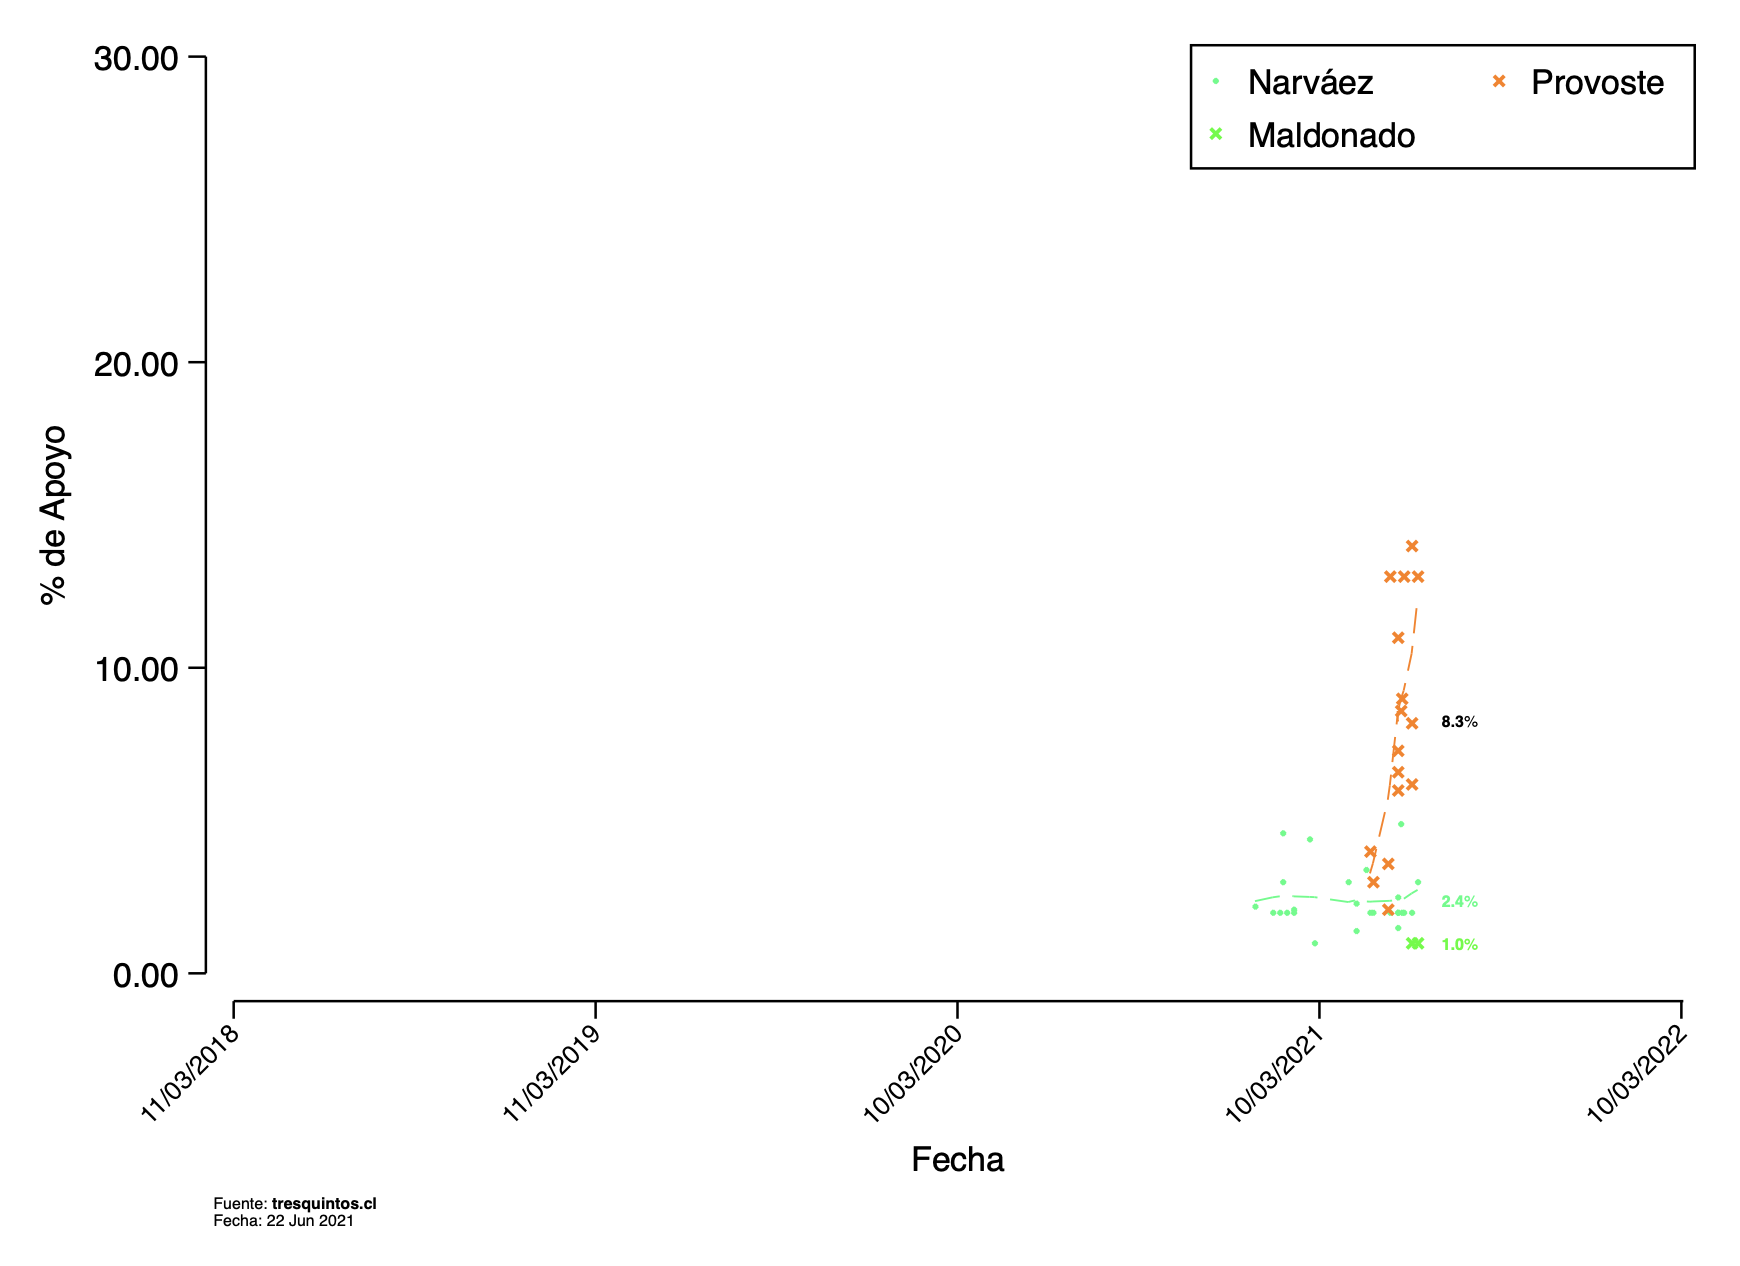 30.00
20.00
10.00
0.00
% de Apoyo
Narváez
Provoste
Maldonado
8.3%
2.4%
1.0%
11/03/2018
11/03/2019
10/03/2020
10/03/2021
10/03/2022
Fecha
Fuente: tresquintos.cl
Fecha: 22 Jun 2021